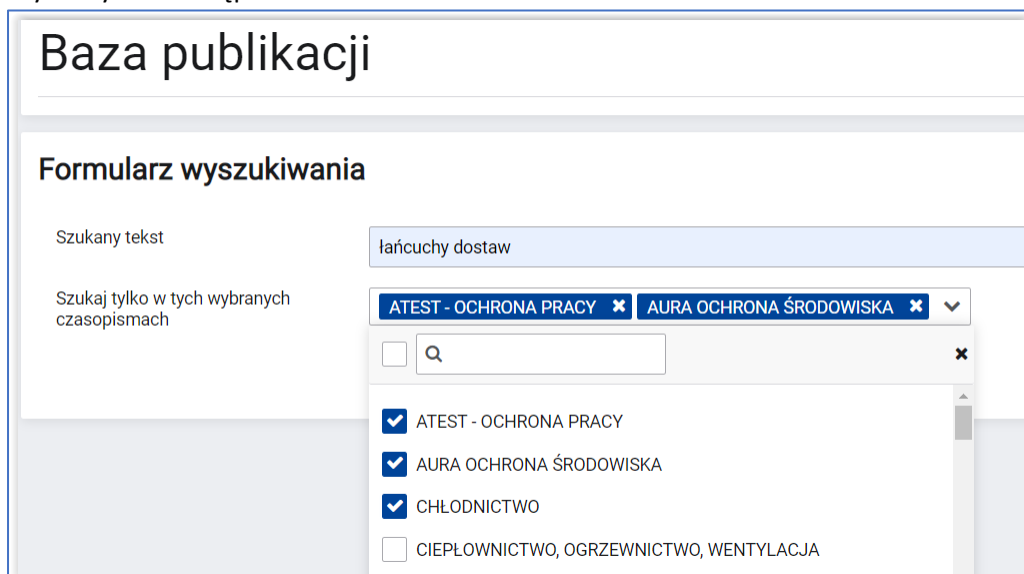 Baza publikacji
Formularz wyszukiwania
Szukany tekst
łańcuchy dostaw
Szukaj tylko w tych wybranych
czasopismach
ATEST - OCHRONA PRACY AURA OCHRONA ŚRODOWISKA
ATEST - OCHRONA PRACY
AURA OCHRONA ŚRODOWISKA
CHŁODNICTWO
CIEPŁOWNICTWO, OGRZEWNICTWO, WENTYLACJA